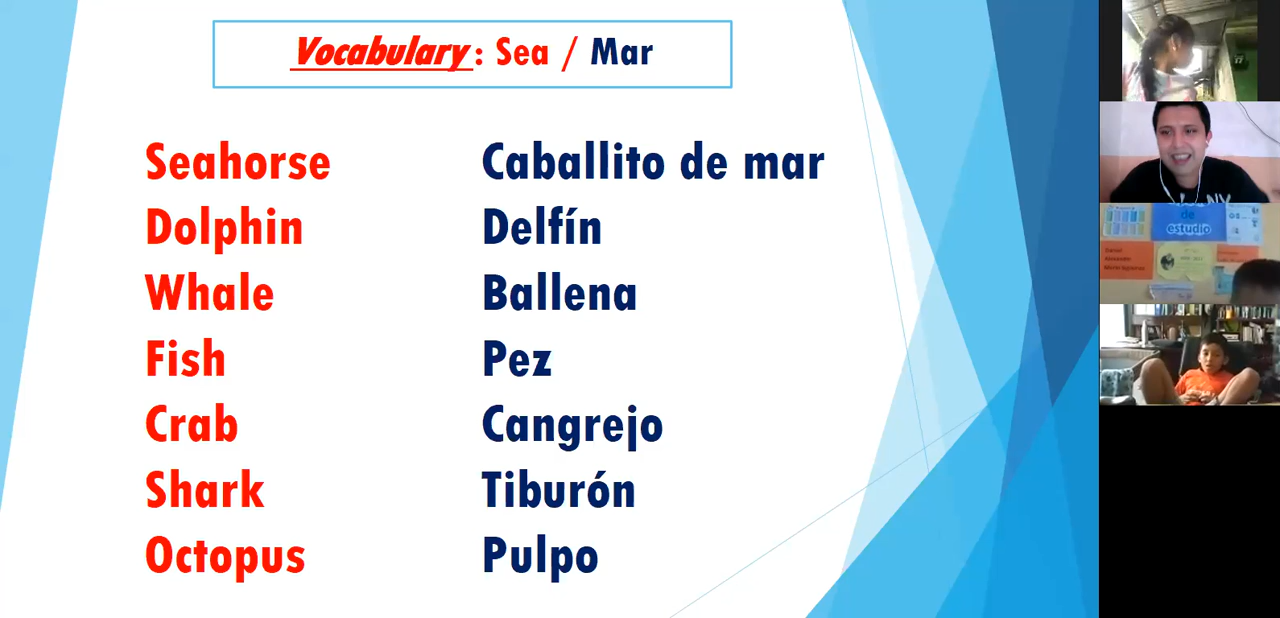 Vocabulary: Sea / Mar
Seahorse Caballito de mar
Dolphin Delfín
Whale Ballena
Fish Pez
Crab Cangrejo
Shark Tiburón
Octopus Pulpo
de
estudio